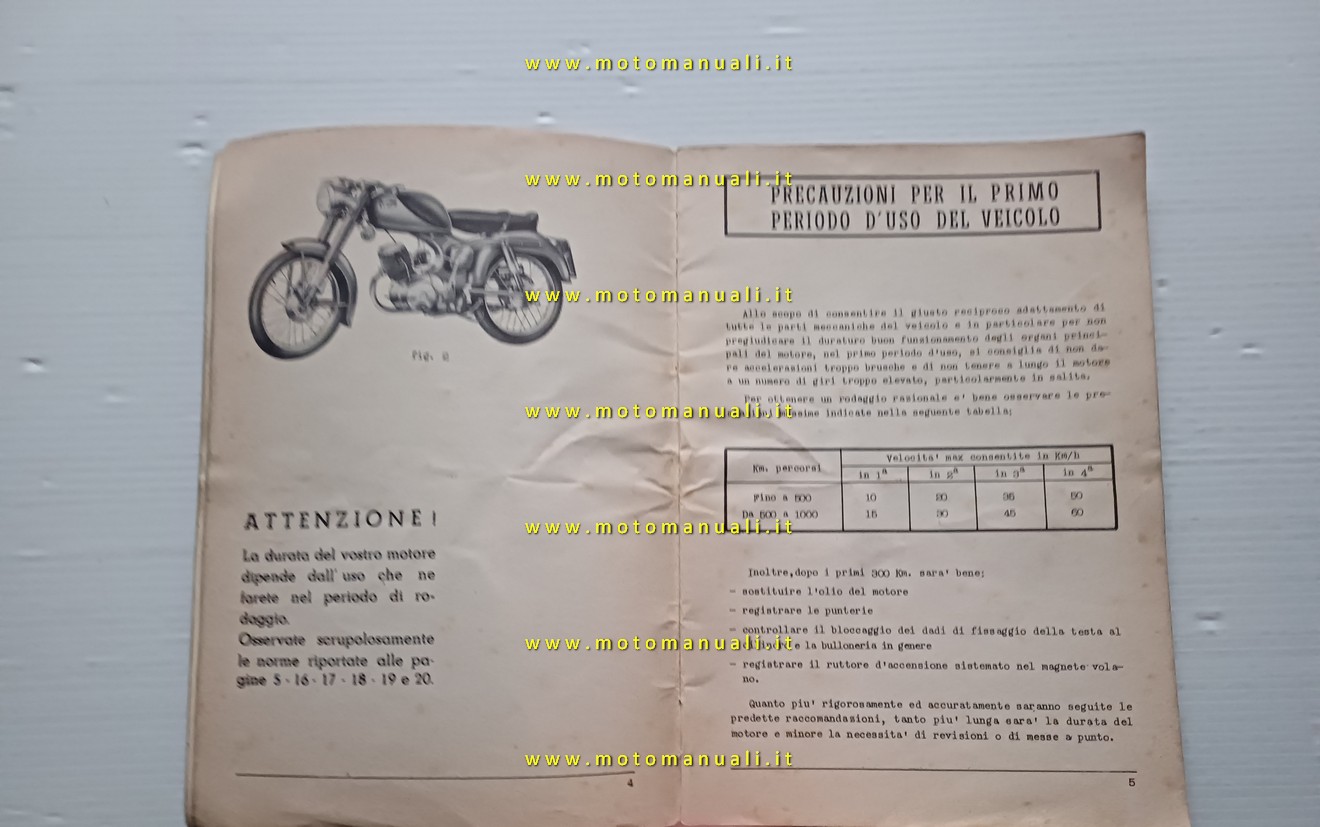 www.motomanuali.it
www.motomanuali.it
www.motomanuali.it
www.motomanuali.it
www.motomanuali.it
www.motomanuali.it
www.motomanuali.it
Fig. 2
ATTENZIONE!
La durata del vostro motore
dipende dall'uso che ne
farete nel periodo di ro-
daggio.
Osservate scrupolosamente
le norme riportate alle pa-
gine 5 - 16 - 17 - 18 - 19 e 20.
4
PRECAUZIONI PER IL PRIMO
PERIODO D'USO DEL VEICOLO
Allo scopo di consentire il giusto reciproco adattamento di
tutte le parti meccaniche del veicolo e in particolare per non
pregiudicare il duraturo buon funzionamento degli organi princi-
pali del motore, nel primo periodo d'uso, si consiglia di non da-
re accelerazioni troppo brusche e di non tenere a lungo il motore
a un numero di giri troppo elevato, particolarmente in salita.
Per ottenere un rodaggio razionale e' bene osservare le pre-
indicate nella seguente tabella:
Km. percorsi Velocita' max consentite in Km/h
in 1ª in 2ª in 3ª in 4ª
Fino a 500 10 20 35 50
Da 500 a 1000 15 30 45 60
Inoltre,dopo i primi 300 Km. sara' bene:
- sostituire l'olio del motore
- registrare le punterie
- controllare il bloccaggio dei dadi di fissaggio della testa al
e la bulloneria in genere
- registrare il ruttore d'accensione sistemato nel magnete vola-
no.
Quanto piu' rigorosamente ed accuratamente saranno seguite le
predette raccomandazioni, tanto piu' lunga sara' la durata del
motore e minore la necessita' di revisioni o di messe a punto.
5